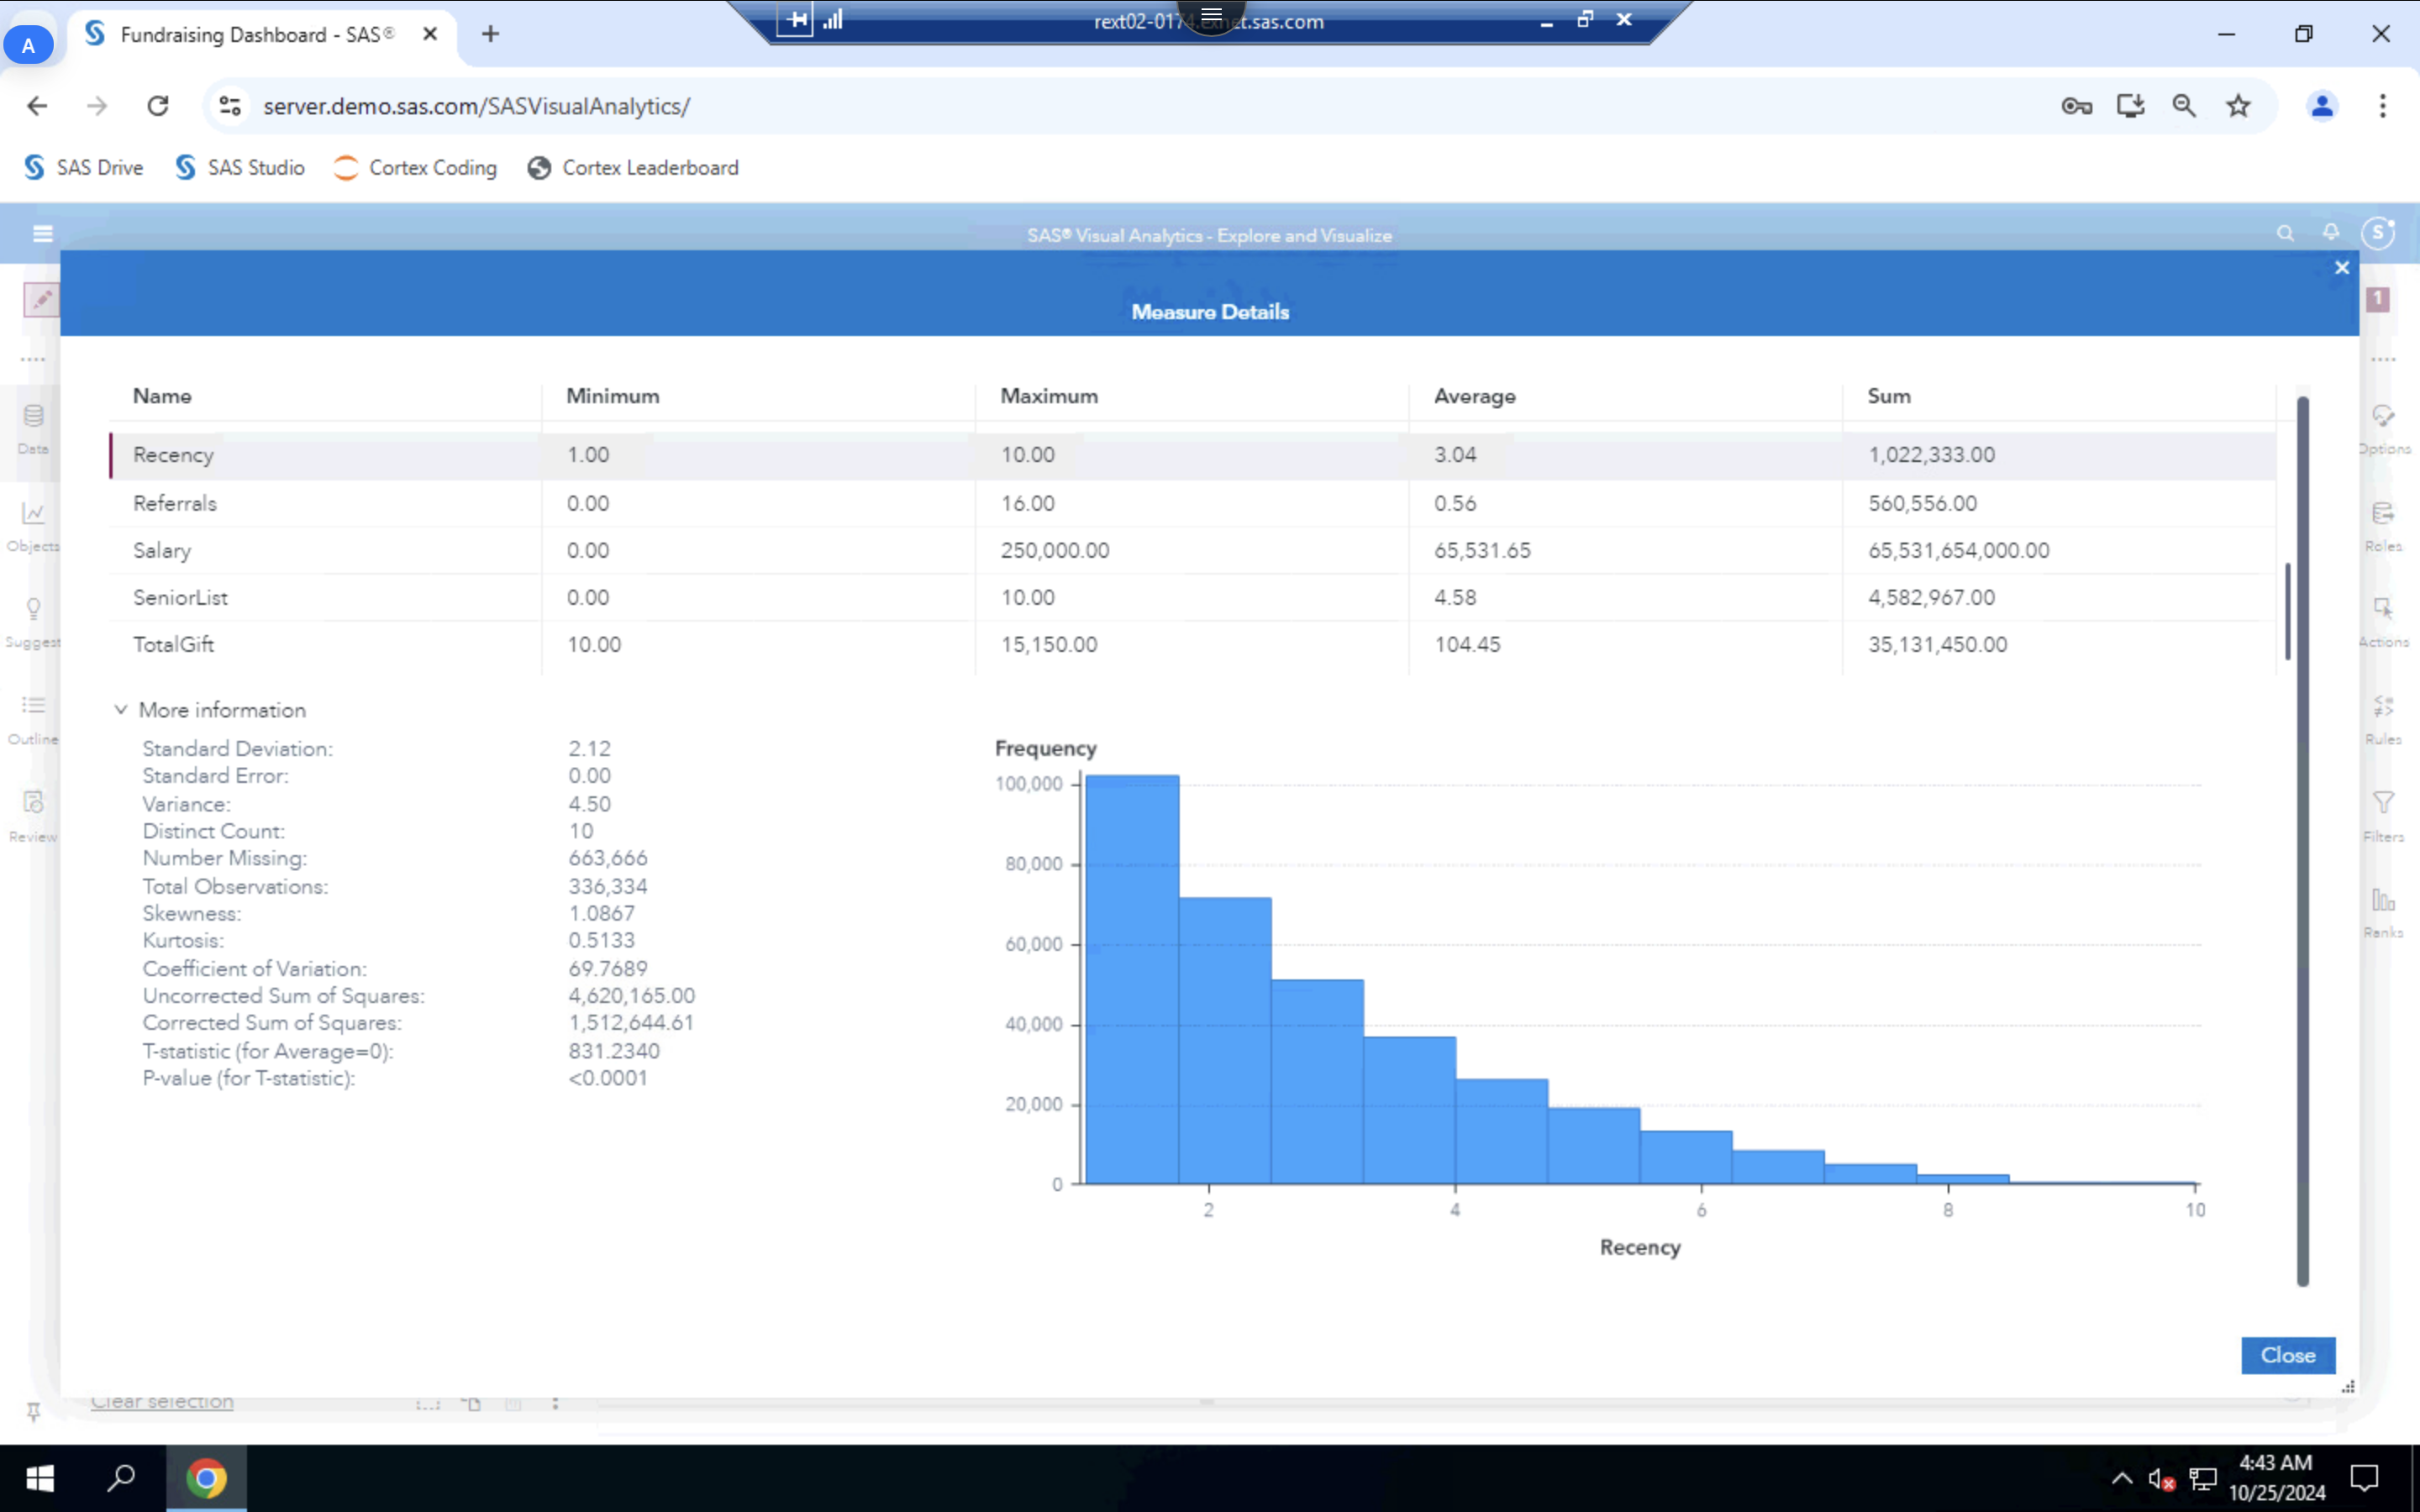 A
Fundraising Dashboard - SAS®
rext02-0174.exnet.sas.com
server.demo.sas.com/SASVisualAnalytics/
SAS Drive
SAS Studio
Cortex Coding
Cortex Leaderboard
SAS® Visual Analytics - Explore and Visualize
S
1
Measure Details
Name Minimum Maximum Average Sum
Recency 1.00 10.00 3.04 1,022,333.00
Referrals 0.00 16.00 0.56 560,556.00
Salary 0.00 250,000.00 65,531.65 65,531,654,000.00
SeniorList 0.00 10.00 4.58 4,582,967.00
TotalGift 10.00 15,150.00 104.45 35,131,450.00
Data
Objects
Suggest
Outline
Review
Options
Roles
Actions
Rules
Filters
Ranks
More information
Standard Deviation: 2.12
Standard Error: 0.00
Variance: 4.50
Distinct Count: 10
Number Missing: 663,666
Total Observations: 336,334
Skewness: 1.0867
Kurtosis: 0.5133
Coefficient of Variation: 69.7689
Uncorrected Sum of Squares: 4,620,165.00
Corrected Sum of Squares: 1,512,644.61
T-statistic (for Average=0): 831.2340
P-value (for T-statistic): <0.0001
Frequency
100,000
80,000
60,000
40,000
20,000
0
2 4 6 8 10
Recency
Close
Clear selection
4:43 AM
10/25/2024